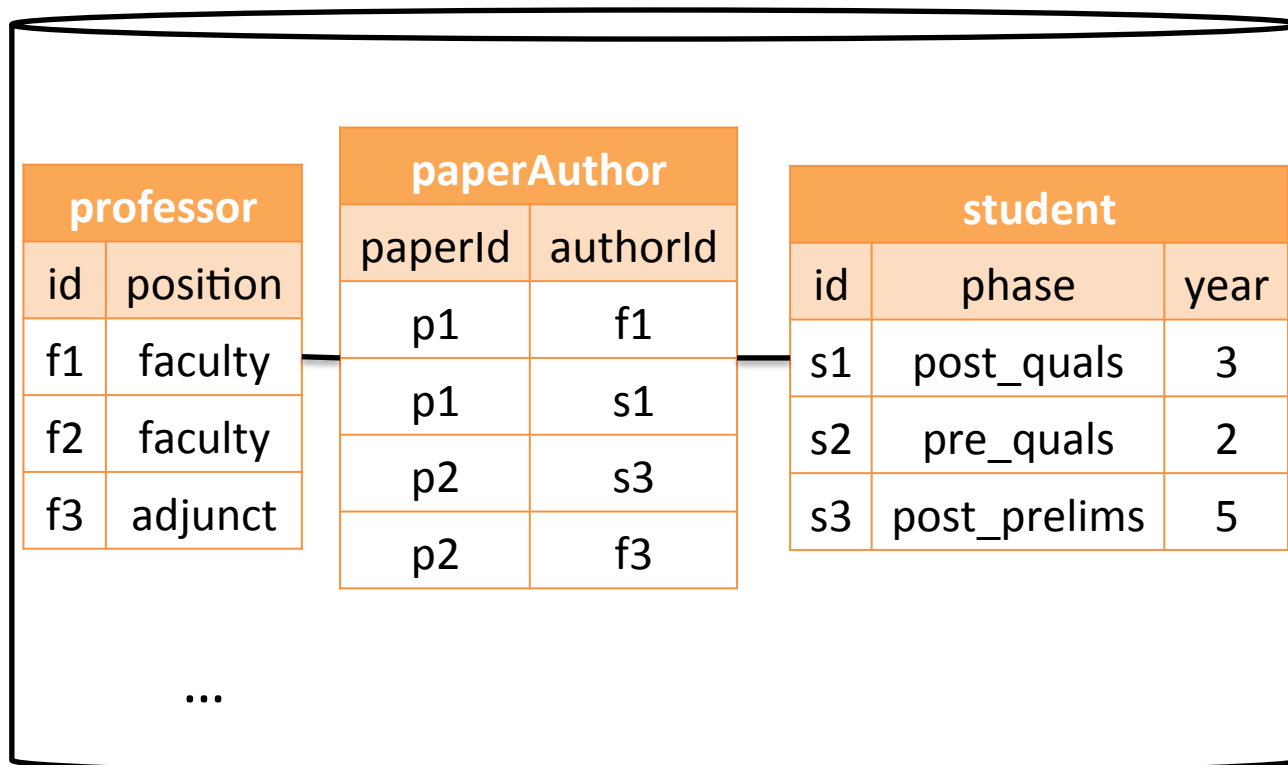 professor
id position
f1 faculty
f2 faculty
f3 adjunct
paperAuthor
paperId authorId
p1 f1
p1 s1
p2 s3
p2 f3
student
id phase year
s1 post_quals 3
s2 pre_quals 2
s3 post_prelims 5
...